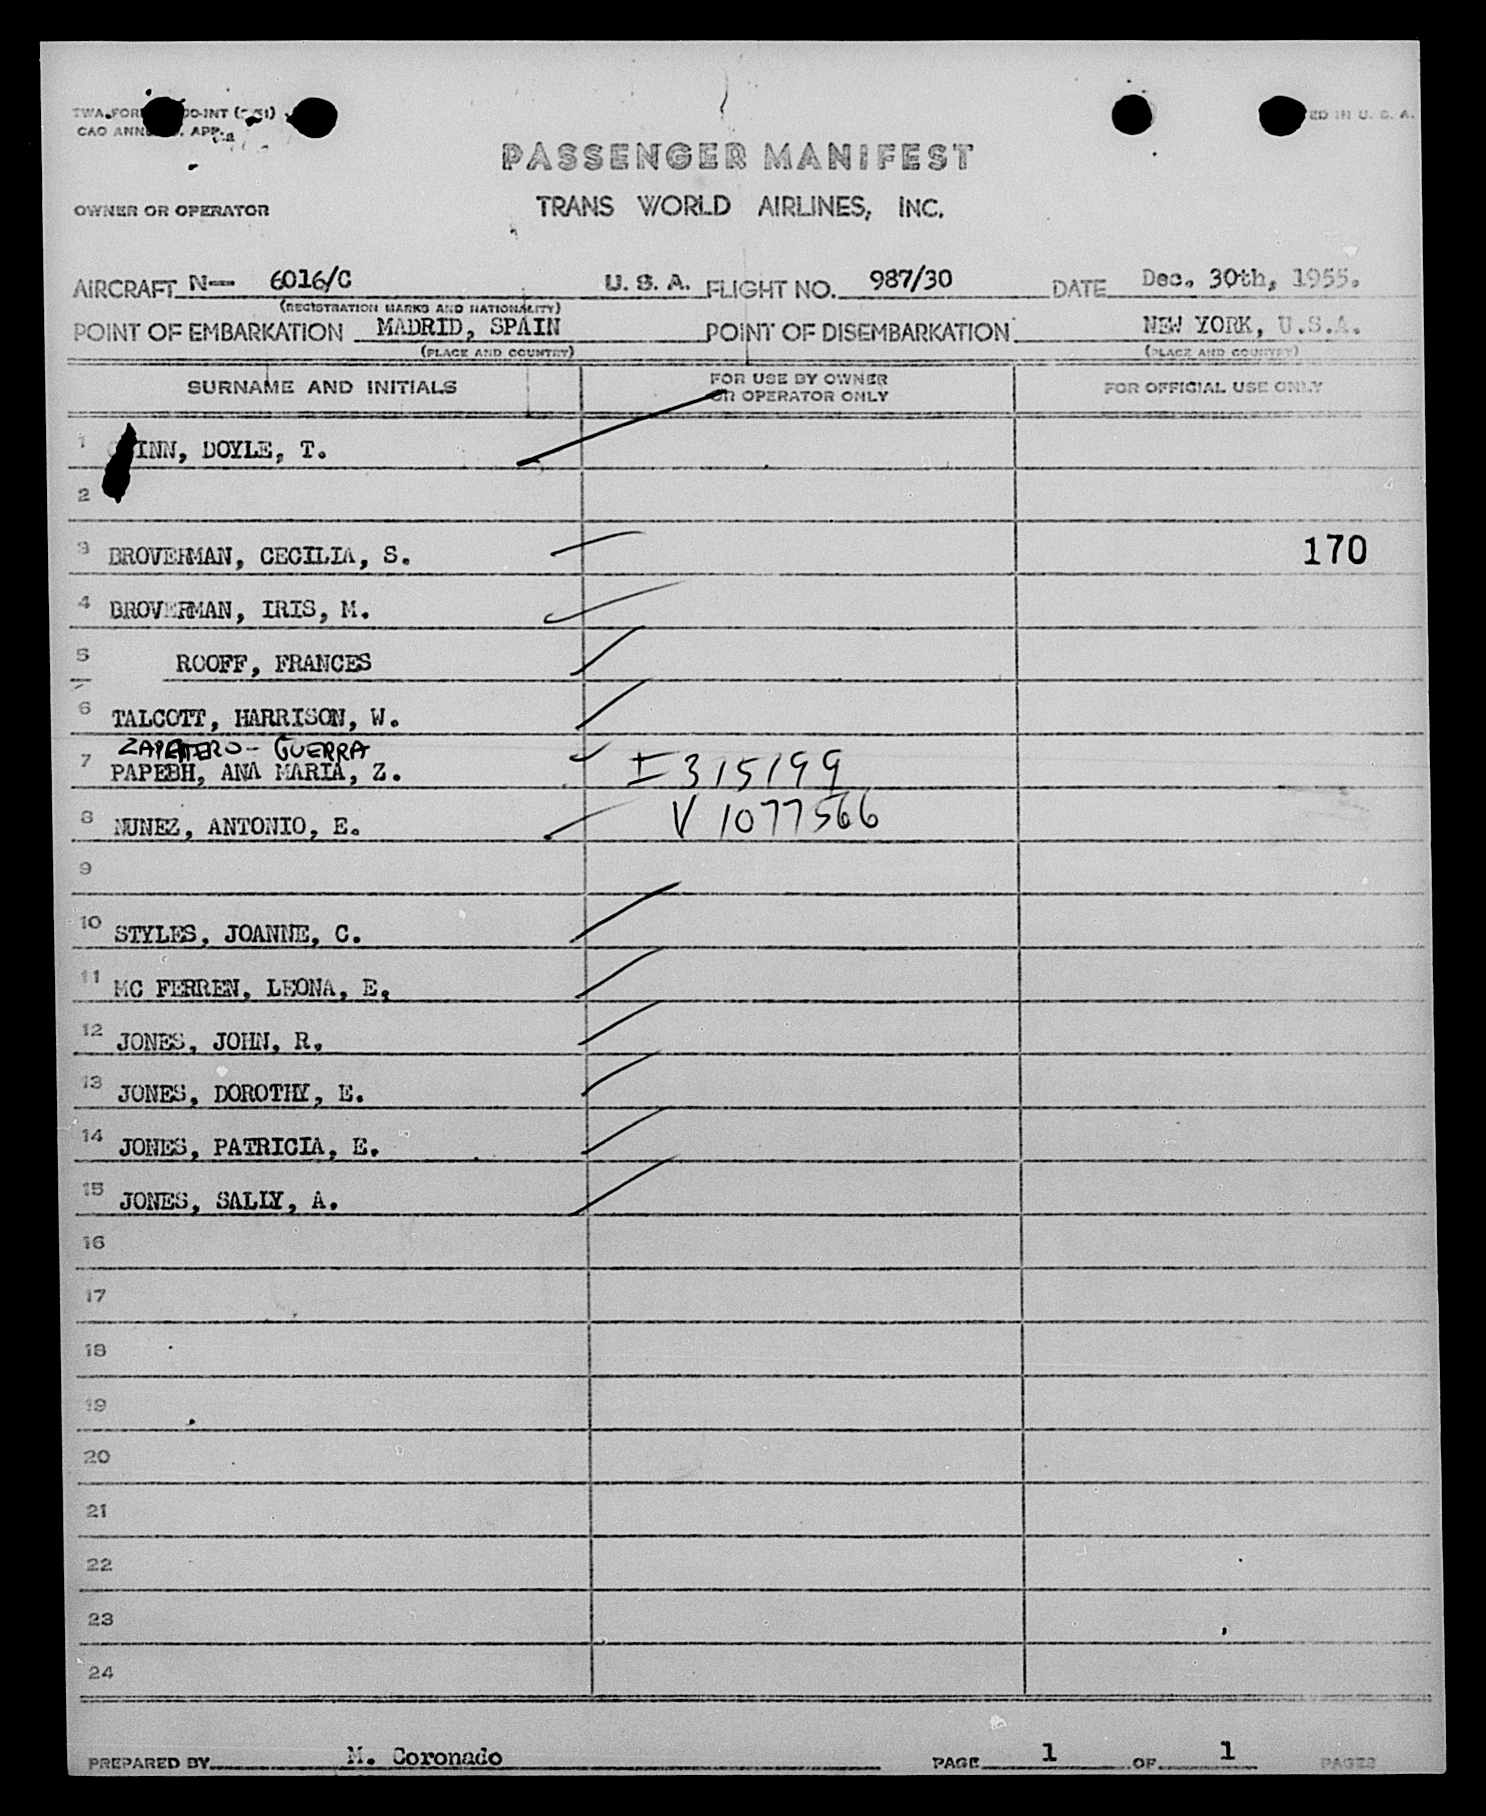 CAO
PASSENGER MANIFEST
OWNER OR OPERATOR TRANS WORLD AIRLINES, INC.
AIRCRAFT N— 6016/C U. S. A. FLIGHT NO. 987/30 DATE Dec. 30th, 1955.
(REGISTRATION MARKS AND NATIONALITY)
POINT OF EMBARKATION MADRID, SPAIN POINT OF DISEMBARKATION NEW YORK, U.S.A.
(PLACE AND COUNTRY) (PLACE AND COUNTRY)
SURNAME AND INITIALS FOR USE BY OWNER OR OPERATOR ONLY FOR OFFICIAL USE ONLY
1 DOYLE, T.
2
3 BROVERMAN, CECILIA, S. 170
4 BROVERMAN, IRIS, M.
5 ROOFF, FRANCES
6 TALCOTT, HARRISON, W.
ZAPATERO - GUERRA
7 ANA MARIA, Z. I-315199
8 NUNEZ, ANTONIO, E. V 1077566
9
10 STYLES, JOANNE, C.
11 MC FERREN, LEONA, E.
12 JONES, JOHN, R.
13 JONES, DOROTHY, E.
14 JONES, PATRICIA, E.
15 JONES, SALLY, A.
16
17
18
19
20
21
22
23
24
PREPARED BY M. Coronado PAGE 1 OF 1 PAGES